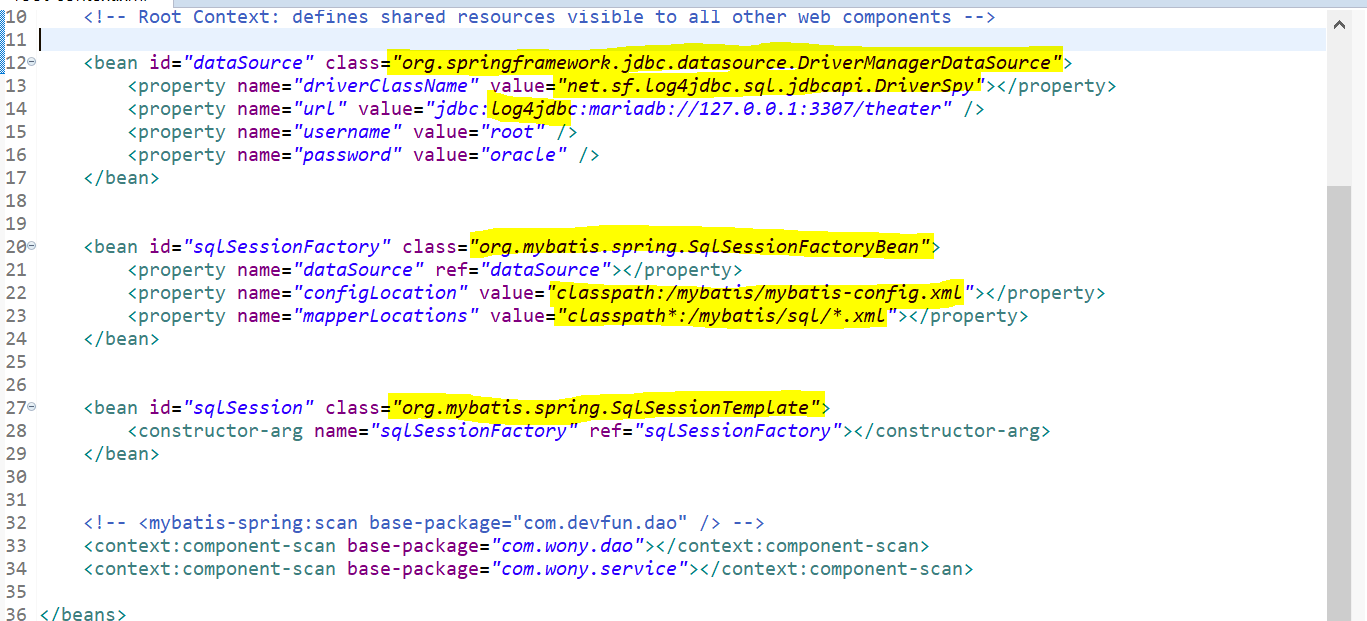 10 <!-- Root Context: defines shared resources visible to all other web components -->
11
12 <bean id="dataSource" class="org.springframework.jdbc.datasource.DriverManagerDataSource">
13 <property name="driverClassName" value="net.sf.log4jdbc.sql.jdbcapi.DriverSpy"></property>
14 <property name="url" value="jdbc:log4jdbc:mariadb://127.0.0.1:3307/theater" />
15 <property name="username" value="root" />
16 <property name="password" value="oracle" />
17 </bean>
18
19
20 <bean id="sqlSessionFactory" class="org.mybatis.spring.SqlSessionFactoryBean">
21 <property name="dataSource" ref="dataSource"></property>
22 <property name="configLocation" value="classpath:/mybatis/mybatis-config.xml"></property>
23 <property name="mapperLocations" value="classpath*:/mybatis/sql/*.xml"></property>
24 </bean>
25
26
27 <bean id="sqlSession" class="org.mybatis.spring.SqlSessionTemplate">
28 <constructor-arg name="sqlSessionFactory" ref="sqlSessionFactory"></constructor-arg>
29 </bean>
30
31
32 <!-- <mybatis-spring:scan base-package="com.devfun.dao" /> -->
33 <context:component-scan base-package="com.wony.dao"></context:component-scan>
34 <context:component-scan base-package="com.wony.service"></context:component-scan>
35
36 </beans>